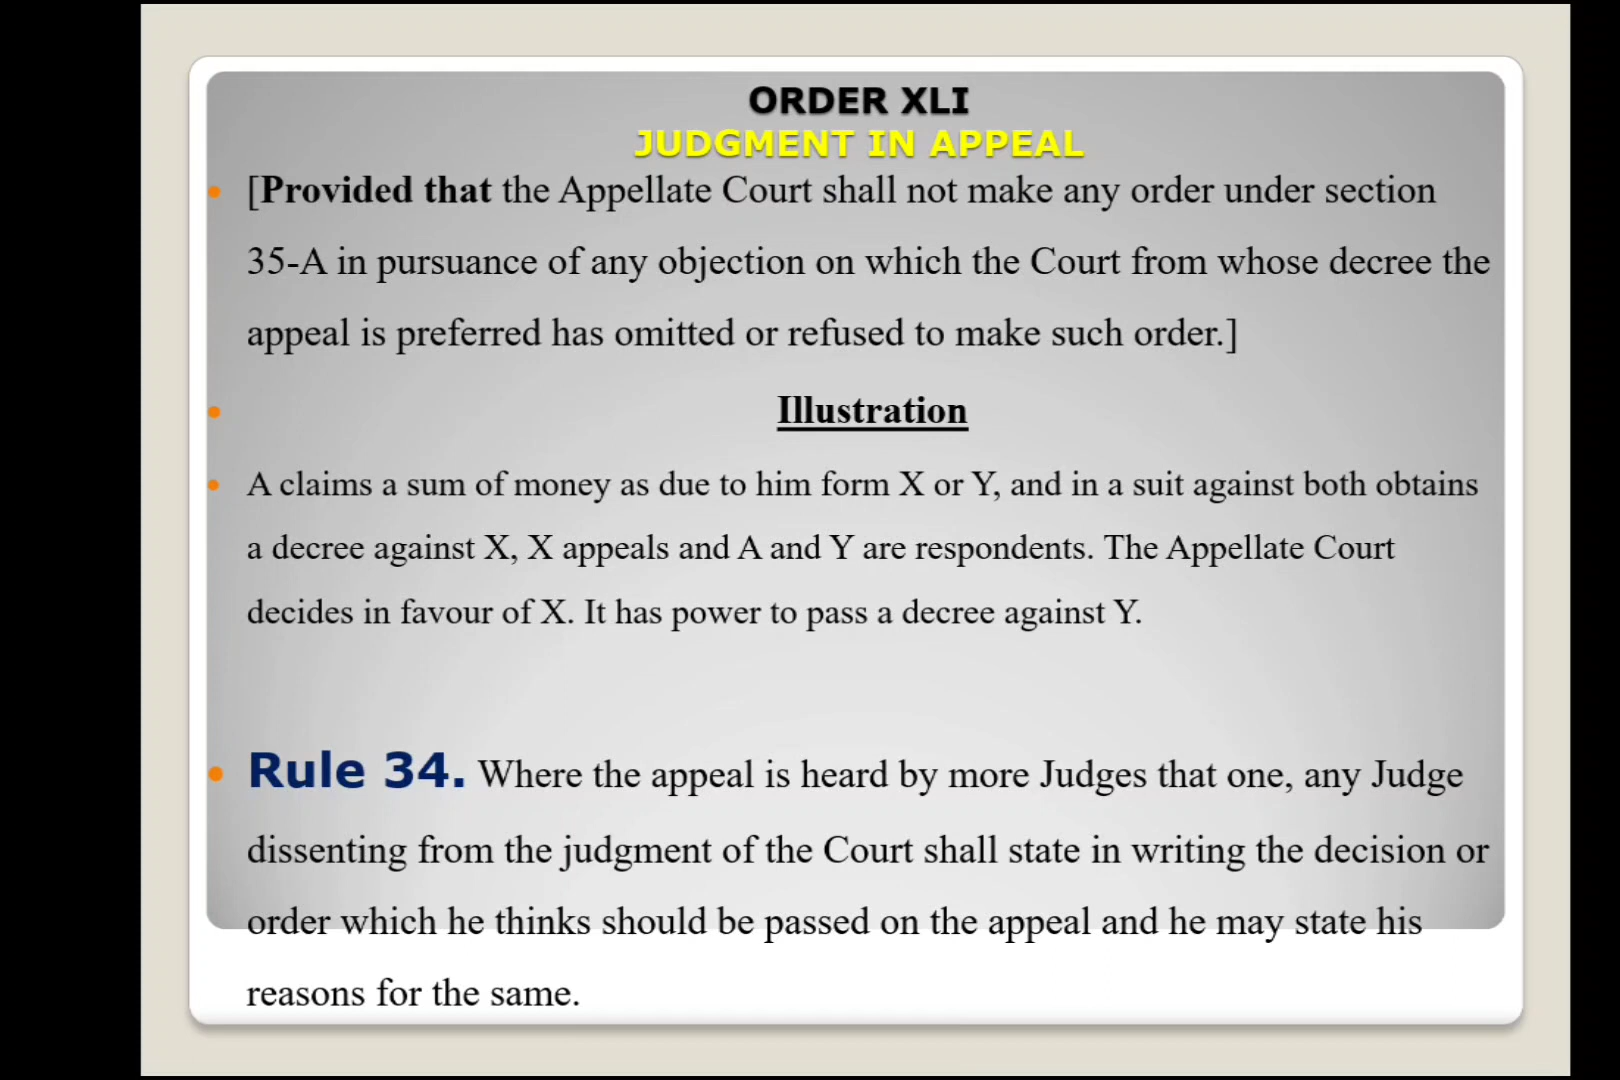 ORDER XLI
JUDGMENT IN APPEAL
[Provided that the Appellate Court shall not make any order under section
35-A in pursuance of any objection on which the Court from whose decree the
appeal is preferred has omitted or refused to make such order.]
Illustration
A claims a sum of money as due to him form X or Y, and in a suit against both obtains
a decree against X, X appeals and A and Y are respondents. The Appellate Court
decides in favour of X. It has power to pass a decree against Y.
Rule 34. Where the appeal is heard by more Judges that one, any Judge
dissenting from the judgment of the Court shall state in writing the decision or
order which he thinks should be passed on the appeal and he may state his
reasons for the same.